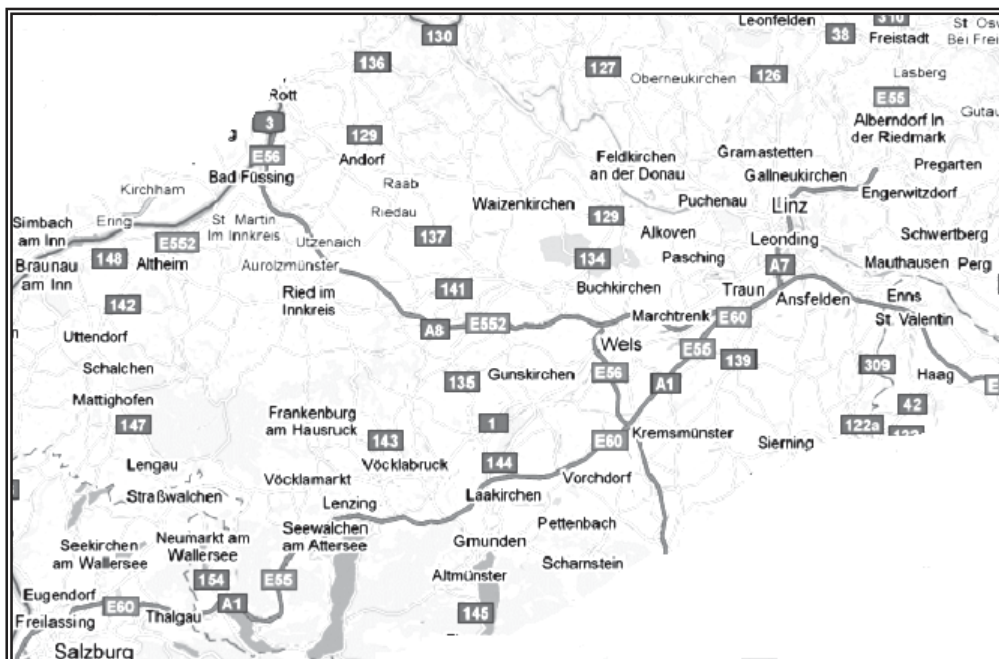 130
Leonfelden
310
38
Freistadt
136
127
Oberneukirchen
126
Lasberg
Rott
E55
3
129
Alberndorf In
der Riedmark
E56
Andorf
Feldkirchen
an der Donau
Gramastetten
Gallneukirchen
Pregarten
Bad Füssing
Kirchham
Raab
Engerwitzdorf
Waizenkirchen
Puchenau
Linz
Simbach
am Inn
Ering
St Martin
Im Innkreis
Riedau
129
137
Utzenaich
Alkoven
Leonding
Schwertberg
E552
148
Altheim
Braunau
am Inn
Aurolzmünster
134
Pasching
A7
Mauthausen
Perg
142
Ried im
Innkreis
141
Buchkirchen
Traun
Ansfelden
Enns
Marchtrenk
E60
St. Valentin
Uttendorf
A8
E552
Wels
E55
139
Schalchen
135
Gunskirchen
E56
A1
309
Haag
Mattighofen
42
147
Frankenburg
am Hausruck
143
1
E60
Kremsmünster
Sierning
122a
Lengau
Vöcklabruck
144
Vöcklamarkt
Vorchdorf
Straßwalchen
Lenzing
Laakirchen
Seewalchen
am Attersee
Pettenbach
Neumarkt am
Wallersee
Seekirchen
am Wallersee
Gmunden
Scharnstein
154
E55
Altmünster
Eugendorf
E60
A1
145
Freilassing
Thalgau
Salzburg